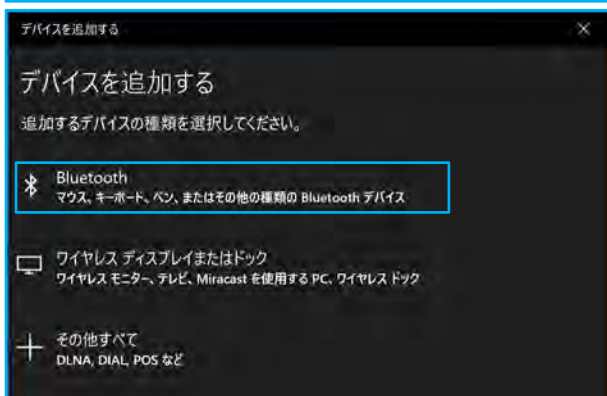 デバイスを追加する
デバイスを追加する
追加するデバイスの種類を選択してください。
Bluetooth
マウス、キーボード、ペン、またはその他の種類の Bluetooth デバイス
ワイヤレス ディスプレイまたはドック
ワイヤレス モニター、テレビ、Miracast を使用する PC、ワイヤレス ドック
その他すべて
DLNA, DIAL, POS など